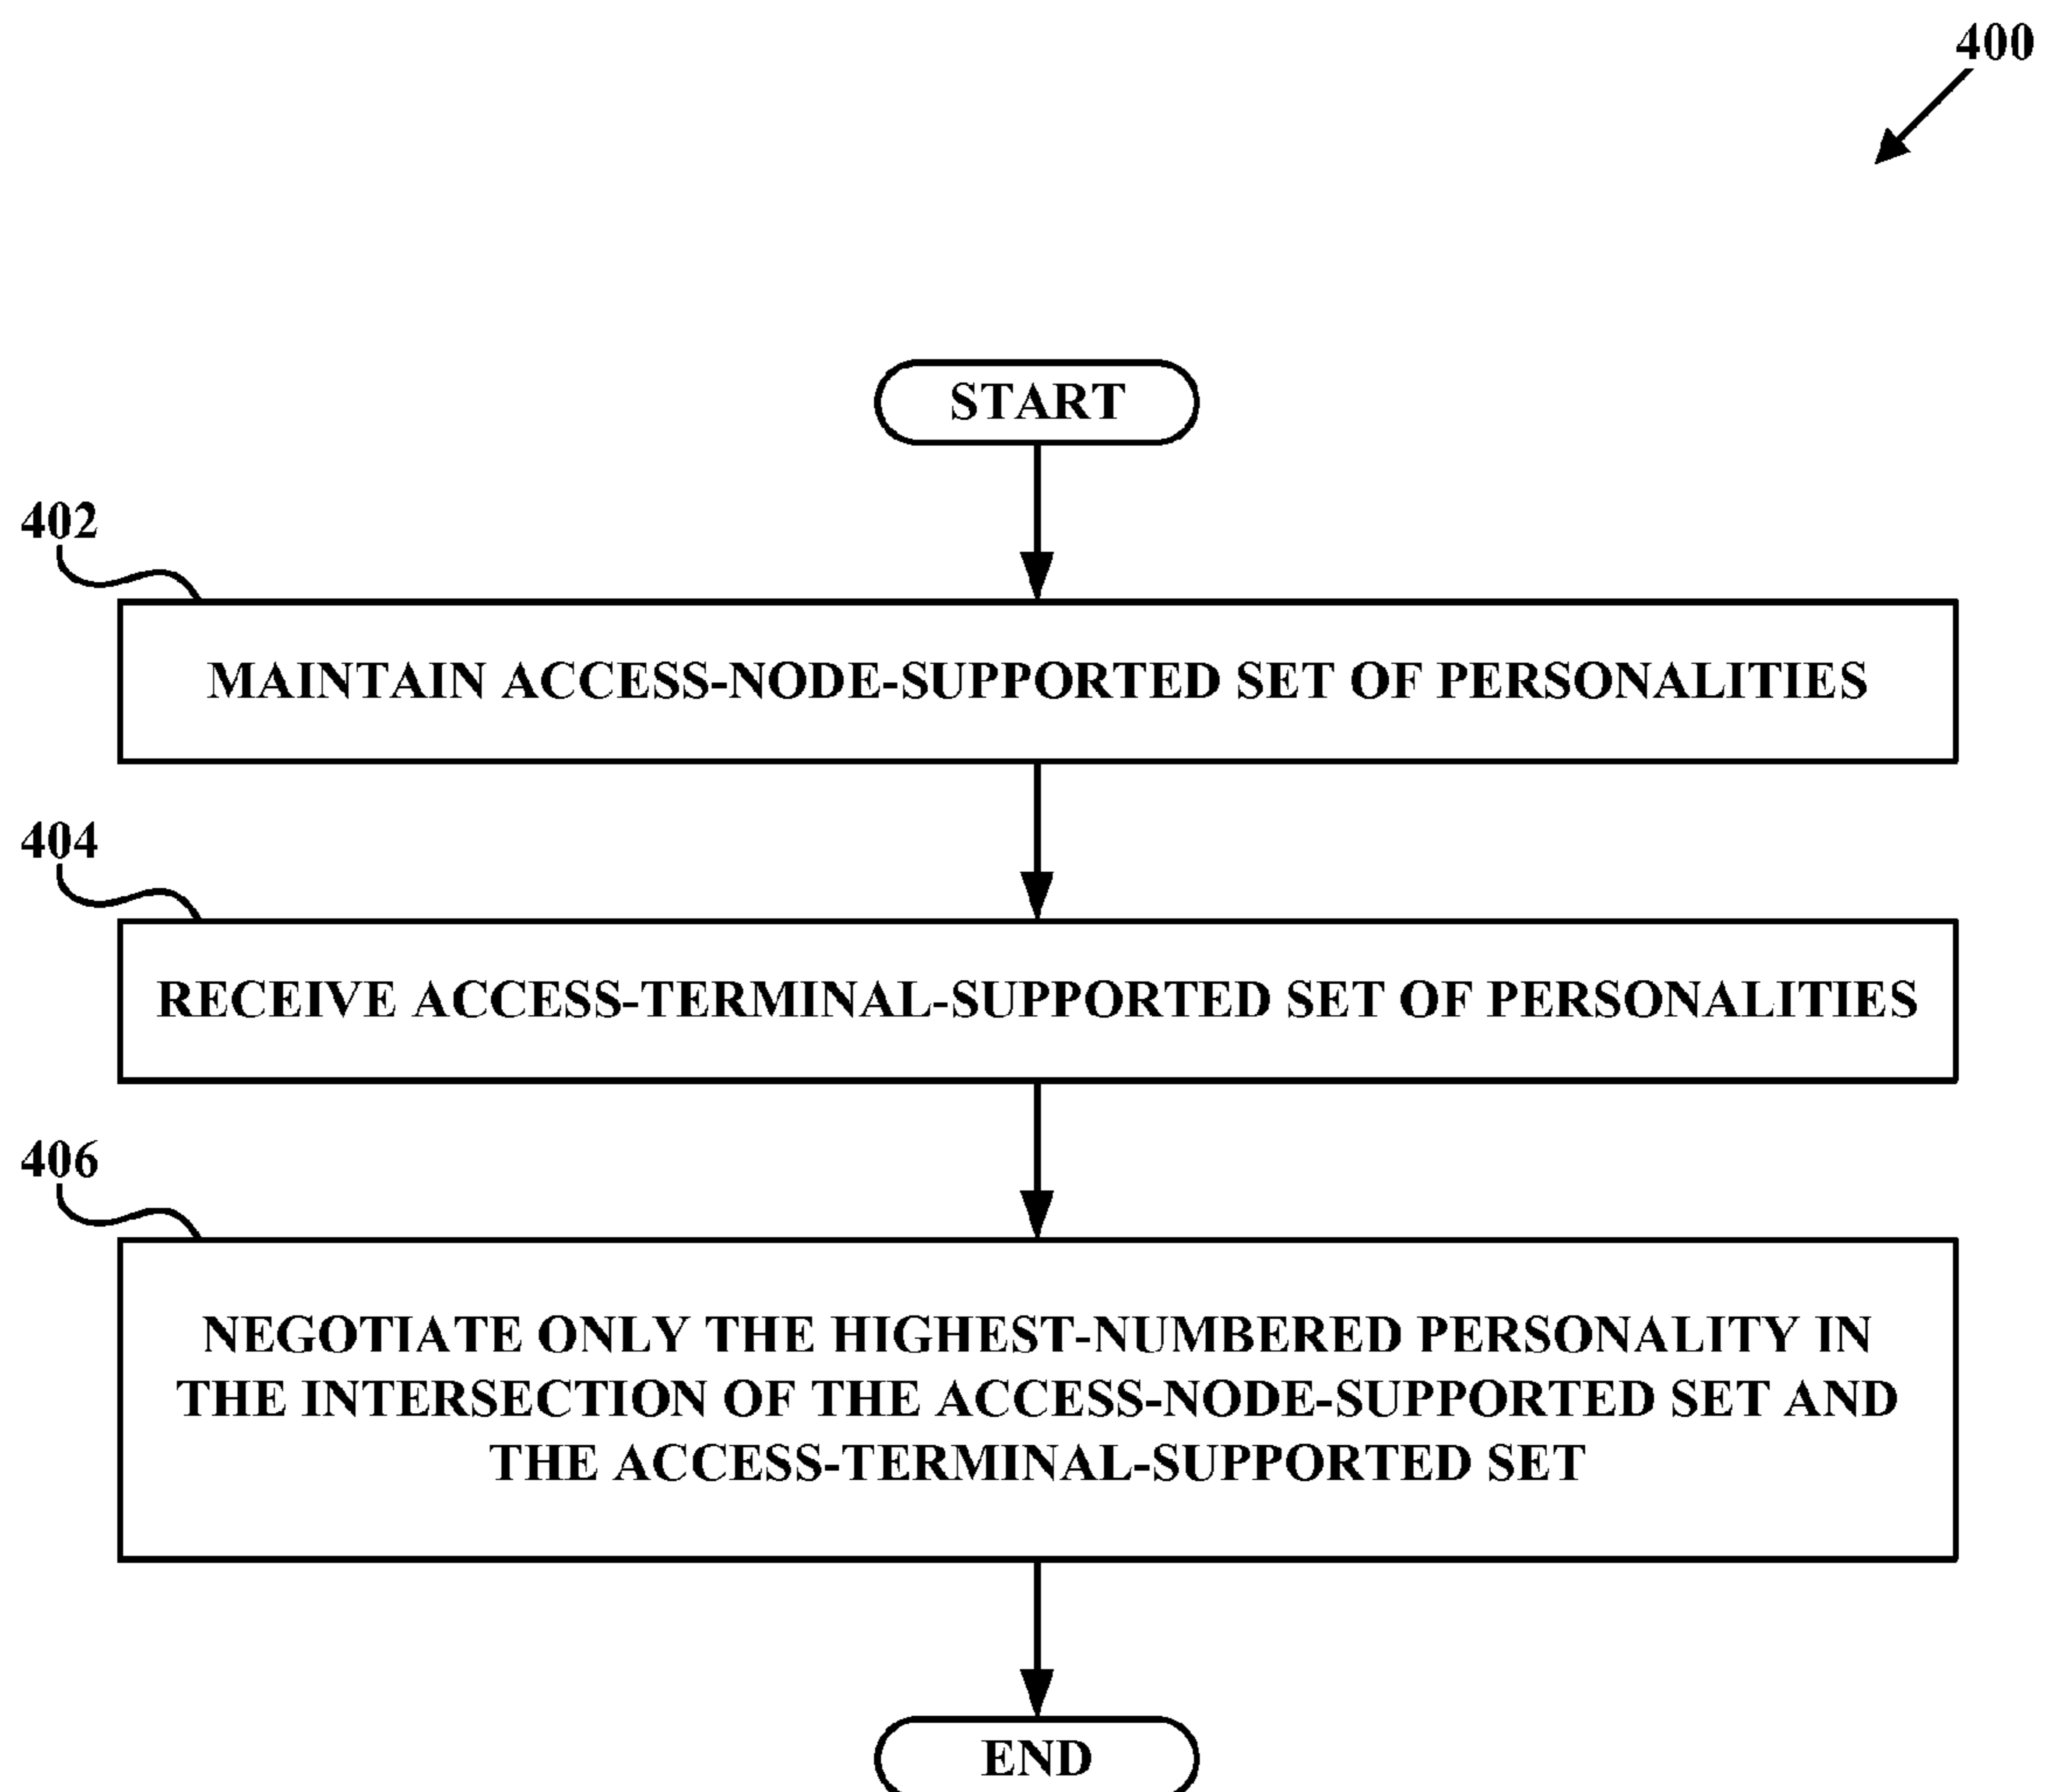 400
START
402
MAINTAIN ACCESS-NODE-SUPPORTED SET OF PERSONALITIES
404
RECEIVE ACCESS-TERMINAL-SUPPORTED SET OF PERSONALITIES
406
NEGOTIATE ONLY THE HIGHEST-NUMBERED PERSONALITY IN
THE INTERSECTION OF THE ACCESS-NODE-SUPPORTED SET AND
THE ACCESS-TERMINAL-SUPPORTED SET
END